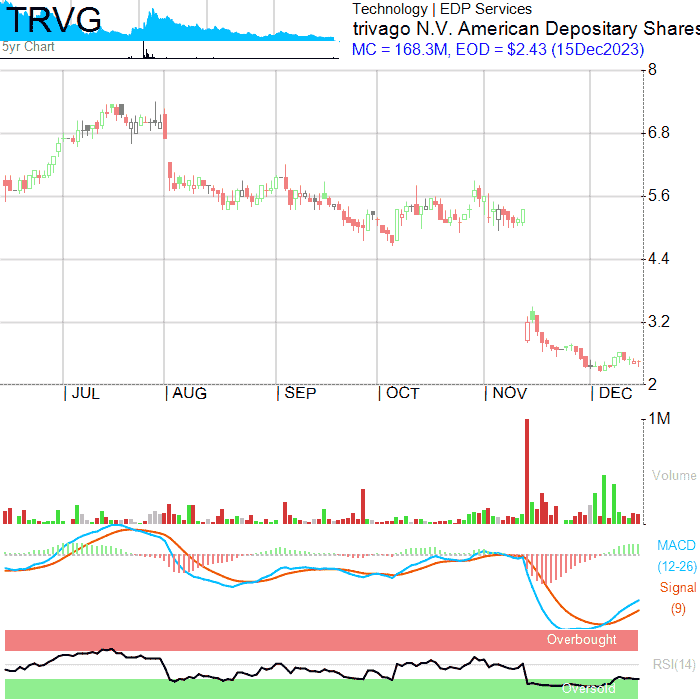 TRVG
5yr Chart
Technology | EDP Services
trivago N.V. American Depositary Shares
MC = 168.3M, EOD = $2.43 (15Dec2023)
8
6.8
5.6
4.4
3.2
2
JUL AUG SEP OCT NOV DEC
1M
Volume
MACD
(12-26)
Signal
(9)
Overbought
RSI(14)
Oversold